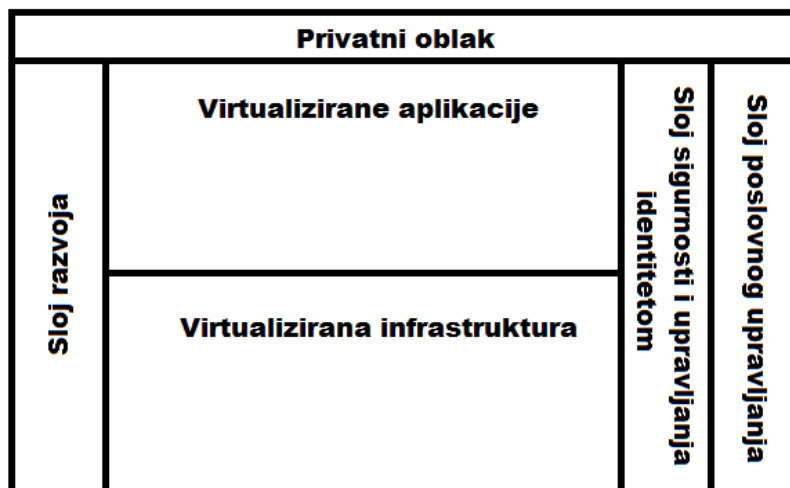 Privatni oblak
Sloj razvoja
Virtualizirane aplikacije
Virtualizirana infrastruktura
Sloj sigurnosti i upravljanja
identitetom
Sloj poslovnog upravljanja